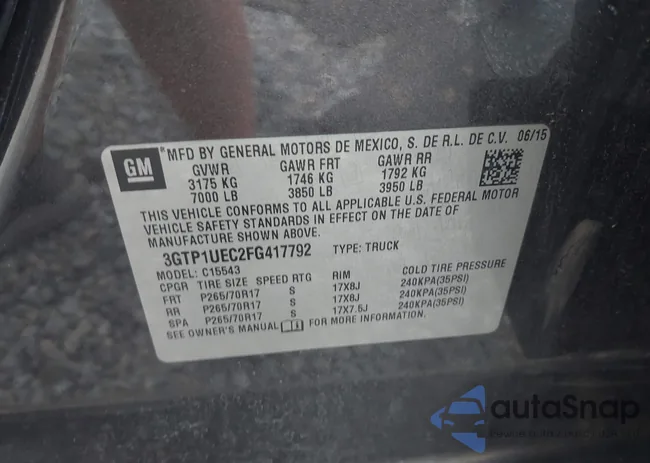 GM
*MFD BY GENERAL MOTORS DE MEXICO, S. DE R.L. DE C.V. 06/15
GVWR GAWR FRT GAWR RR
3175 KG 1746 KG 1792 KG
7000 LB 3850 LB 3950 LB
THIS VEHICLE CONFORMS TO ALL APPLICABLE U.S. FEDERAL MOTOR
VEHICLE SAFETY STANDARDS IN EFFECT ON THE DATE OF
MANUFACTURE SHOWN ABOVE.
3GTP1UEC2FG417792 TYPE: TRUCK
MODEL: C15543
CPGR TIRE SIZE SPEED RTG RIM COLD TIRE PRESSURE
FRT P265/70R17 S 17X8J 240KPA(35PSI)
RR P265/70R17 S 17X8J 240KPA(35PSI)
SPA P265/70R17 S 17X7.5J 240KPA(35PSI)
SEE OWNER'S MANUAL FOR MORE INFORMATION.
autoSnap